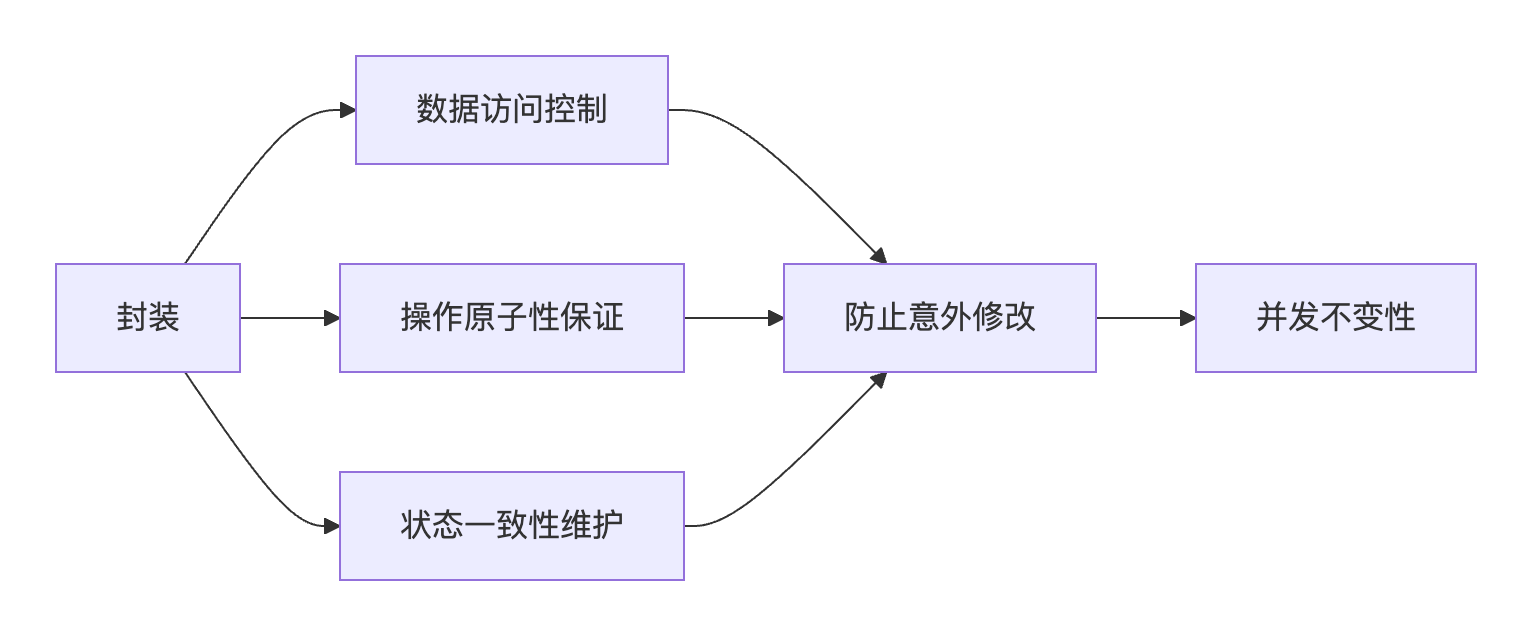 封装
数据访问控制
操作原子性保证
状态一致性维护
防止意外修改
并发不变性